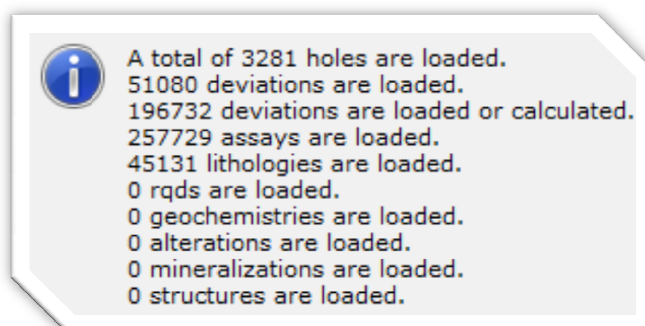 A total of 3281 holes are loaded.
51080 deviations are loaded.
196732 deviations are loaded or calculated.
257729 assays are loaded.
45131 lithologies are loaded.
0 rqds are loaded.
0 geochemistries are loaded.
0 alterations are loaded.
0 mineralizations are loaded.
0 structures are loaded.